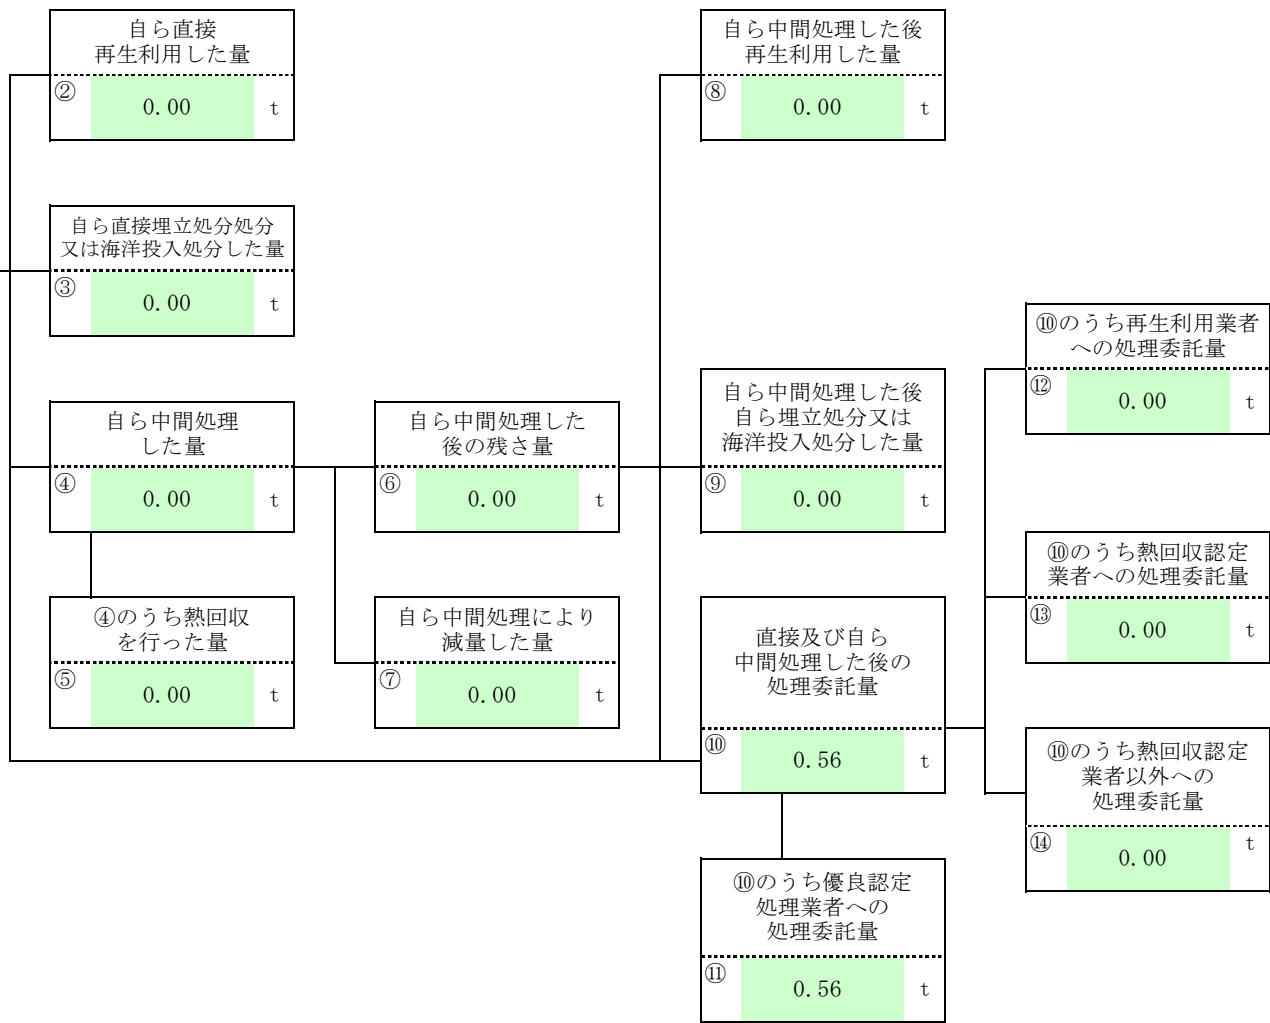 自ら直接
再生利用した量
②
0.00
t
自ら中間処理した後
再生利用した量
⑧
0.00
t
自ら直接埋立処分処分
又は海洋投入処分した量
③
0.00
t
⑩のうち再生利用業者
への処理委託量
⑫
0.00
t
自ら中間処理
した量
④
0.00
t
自ら中間処理した
後の残さ量
⑥
0.00
t
自ら中間処理した後
自ら埋立処分又は
海洋投入処分した量
⑨
0.00
t
⑩のうち熱回収認定
業者への処理委託量
⑬
0.00
t
④のうち熱回収
を行った量
⑤
0.00
t
自ら中間処理により
減量した量
⑦
0.00
t
直接及び自ら
中間処理した後の
処理委託量
⑩
0.56
t
⑩のうち熱回収認定
業者以外への
処理委託量
⑭
0.00
t
⑩のうち優良認定
処理業者への
処理委託量
⑪
0.56
t